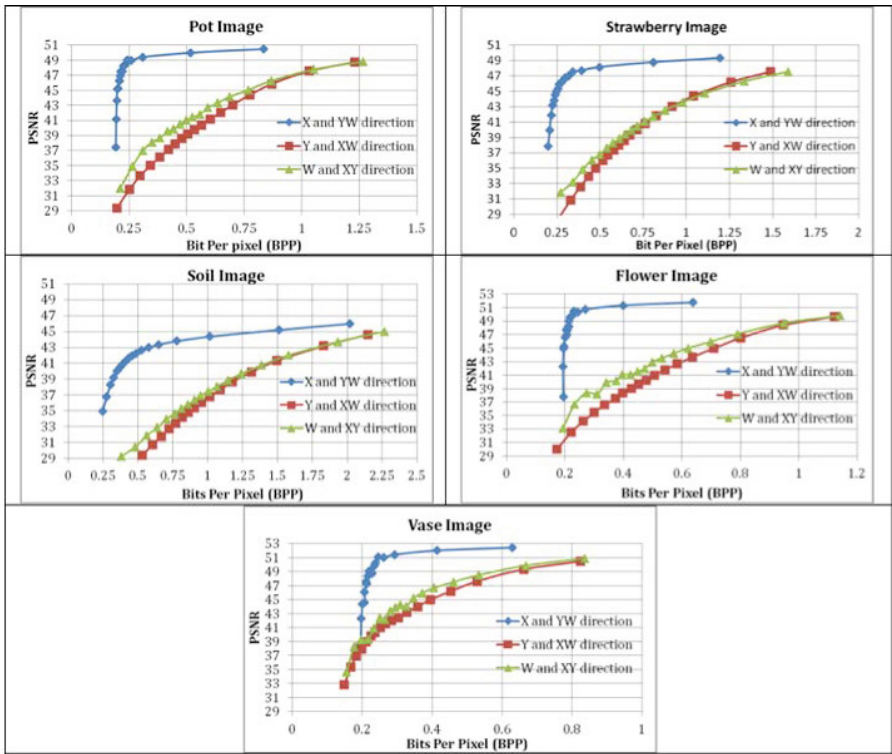 Pot Image
51
49
47
45
43
41
39
37
35
33
31
29
PSNR
X and YW direction
Y and XW direction
W and XY direction
0 0.25 0.5 0.75 1 1.25 1.5
Bit Per pixel (BPP)
Strawberry Image
51
49
47
45
43
41
39
37
35
33
31
29
PSNR
X and YW direction
Y and XW direction
W and XY direction
0 0.25 0.5 0.75 1 1.25 1.5 1.75 2
Bit Per Pixel (BPP)
Soil Image
51
49
47
45
43
41
39
37
35
33
31
29
PSNR
X and YW direction
Y and XW direction
W and XY direction
0 0.25 0.5 0.75 1 1.25 1.5 1.75 2 2.25 2.5
Bits Per Pixel (BPP)
Flower Image
53
51
49
47
45
43
41
39
37
35
33
31
29
PSNR
X and YW direction
Y and XW direction
W and XY direction
0 0.2 0.4 0.6 0.8 1 1.2
Bits Per Pixel (BPP)
Vase Image
53
51
49
47
45
43
41
39
37
35
33
31
29
PSNR
X and YW direction
Y and XW direction
W and XY direction
0 0.2 0.4 0.6 0.8 1
Bits Per Pixel (BPP)